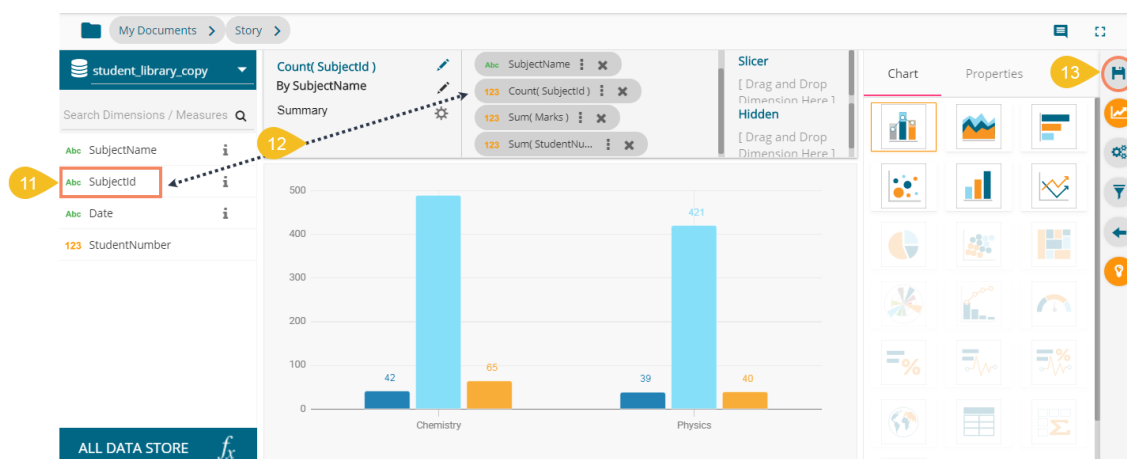 My Documents > Story >
student_library_copy
Search Dimensions / Measures
Abc SubjectName i
11
Abc SubjectId i
Abc Date i
123 StudentNumber
ALL DATA STORE fx
Count( SubjectId )
By SubjectName
Summary
12
Abc SubjectName
123 Count( SubjectId )
123 Sum( Marks )
123 Sum( StudentNu...
Slicer
[ Drag and Drop
Dimension Here ]
Hidden
[ Drag and Drop
Dimension Here ]
500
400
300
200
100
0
42
65
421
39
40
Chemistry
Physics
Chart
Properties
13
%
%
Σ